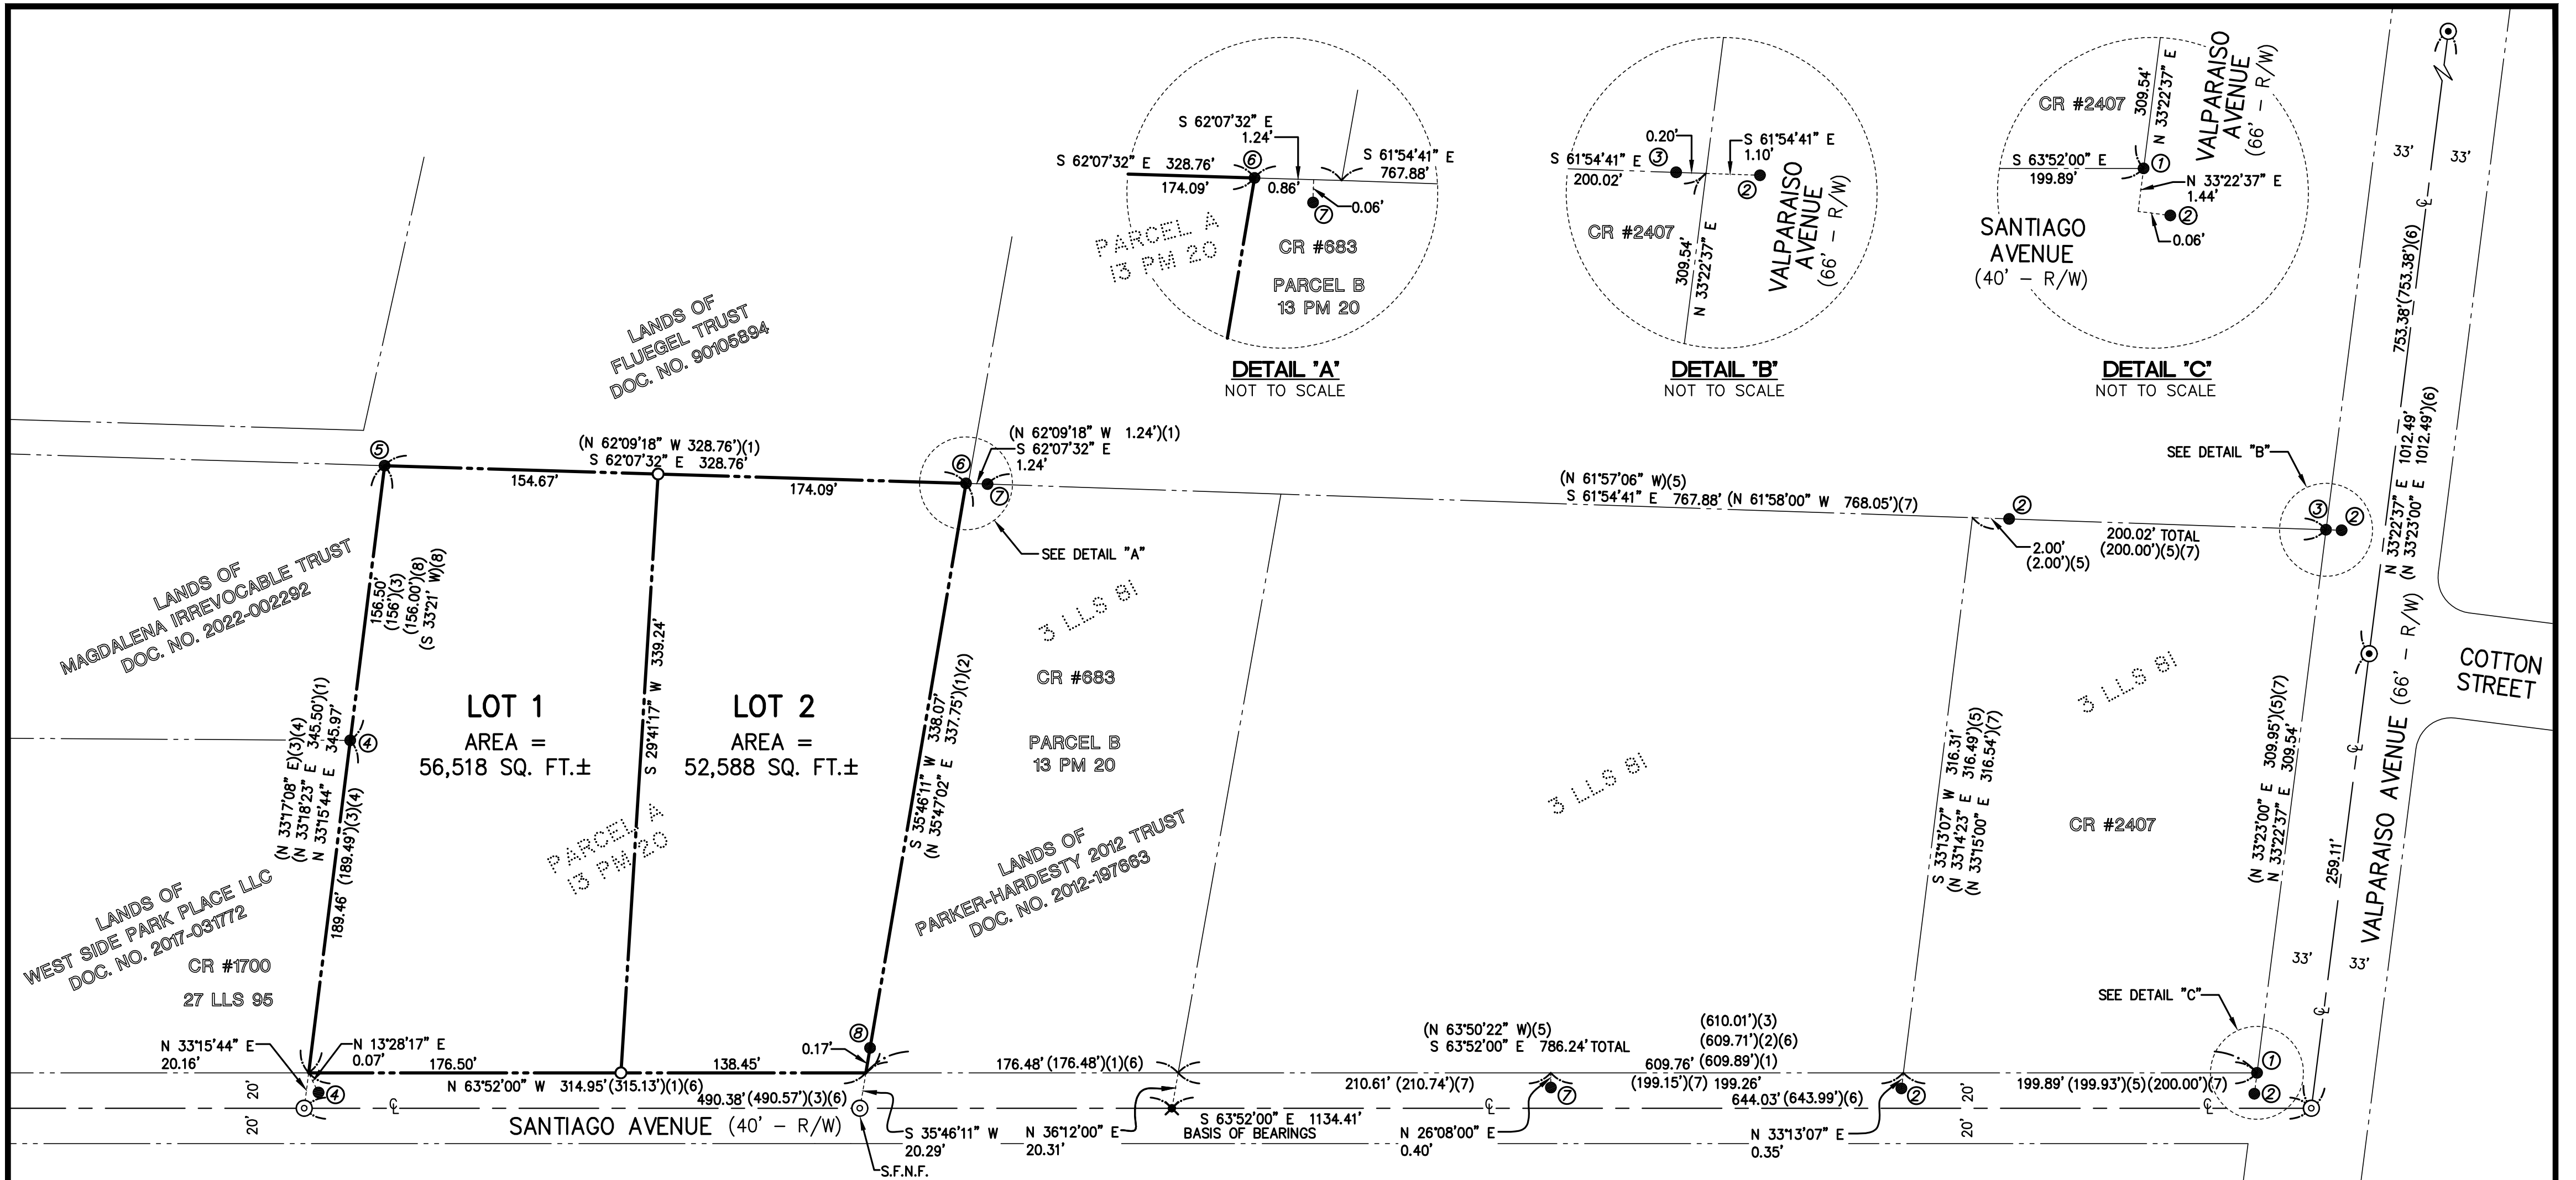 S 62°07'32" E
1.24'
S 62°07'32" E 328.76'
⑥
174.09'
0.86'
S 61°54'41" E
767.88'
⑦
0.06'
PARCEL A
13 PM 20
CR #683
PARCEL B
13 PM 20
DETAIL "A"
NOT TO SCALE
0.20'
S 61°54'41" E
1.10'
S 61°54'41" E
③
200.02'
②
CR #2407
309.54'
N 33°22'37" E
VALPARAISO
AVENUE
(66' - R/W)
DETAIL "B"
NOT TO SCALE
CR #2407
309.54'
N 33°22'37" E
VALPARAISO
AVENUE
(66' - R/W)
S 63°52'00" E
199.89'
①
N 33°22'37" E
1.44'
②
0.06'
SANTIAGO
AVENUE
(40' - R/W)
DETAIL "C"
NOT TO SCALE
33'
33'
℄
753.38'(753.38')(6)
N 33°22'37" E 1012.49'
(N 33°23'00" E 1012.49')(6)
LANDS OF
FLUEGEL TRUST
DOC. NO. 90105894
⑤
(N 62°09'18" W 328.76')(1)
S 62°07'32" E 328.76'
154.67'
174.09'
⑥
⑦
(N 62°09'18" W 1.24')(1)
S 62°07'32" E
1.24'
SEE DETAIL "A"
(N 61°57'06" W)(5)
S 61°54'41" E 767.88' (N 61°58'00" W 768.05')(7)
②
2.00'
(2.00')(5)
200.02' TOTAL
(200.00')(5)(7)
SEE DETAIL "B"
③
②
LANDS OF
MAGDALENA IRREVOCABLE TRUST
DOC. NO. 2022-002292
156.50'
(156')(3)
(156.00')(8)
(S 33°21' W)(8)
④
(N 33°17'08" E)(3)(4)
(N 33°18'23" E 345.50')(1)
N 33°15'44" E 345.97'
189.46' (189.49')(3)(4)
LOT 1
AREA =
56,518 SQ. FT.±
S 29°41'17" W 339.24'
LOT 2
AREA =
52,588 SQ. FT.±
PARCEL A
13 PM 20
S 35°46'11" W 338.07'
(N 35°47'02" E 337.75')(1)(2)
3 LLS 81
CR #683
PARCEL B
13 PM 20
LANDS OF
PARKER-HARDESTY 2012 TRUST
DOC. NO. 2012-197663
3 LLS 81
S 33°13'07" W 316.31'
(N 33°14'23" E 316.49')(5)
(N 33°15'00" E 316.54')(7)
3 LLS 81
CR #2407
(N 33°23'00" E 309.95')(5)(7)
N 33°22'37" E 309.54'
℄
259.11'
VALPARAISO AVENUE (66' - R/W)
COTTON
STREET
33'
33'
℄
LANDS OF
WEST SIDE PARK PLACE LLC
DOC. NO. 2017-031772
CR #1700
27 LLS 95
N 33°15'44" E
20.16'
N 13°28'17" E
0.07'
176.50'
138.45'
0.17'
⑧
④
20'
20'
N 63°52'00" W 314.95'(315.13')(1)(6)
490.38'(490.57')(3)(6)
℄
SANTIAGO AVENUE (40' - R/W)
S 35°46'11" W
20.29'
S.F.N.F.
176.48' (176.48')(1)(6)
N 36°12'00" E
20.31'
S 63°52'00" E 1134.41'
BASIS OF BEARINGS
(N 63°50'22" W)(5)
S 63°52'00" E 786.24' TOTAL
(610.01')(3)
(609.71')(2)(6)
609.76' (609.89')(1)
210.61' (210.74')(7)
⑦
(199.15')(7) 199.26'
644.03'(643.99')(6)
②
N 26°08'00" E
0.40'
℄
N 33°13'07" E
0.35'
20'
20'
199.89' (199.93')(5)(200.00')(7)
℄
SEE DETAIL "C"
①
②